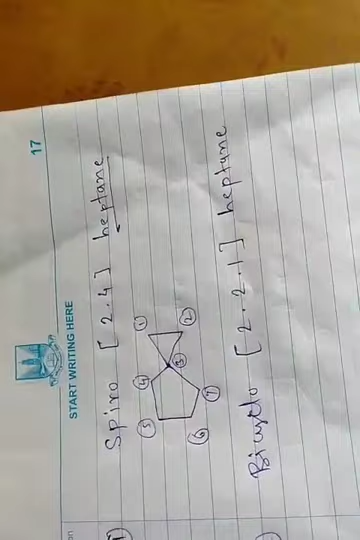 17
START WRITING HERE
Spiro [2.4] heptane
1
2
3
4
5
6
7
Bicyclo [2.2.1] heptane